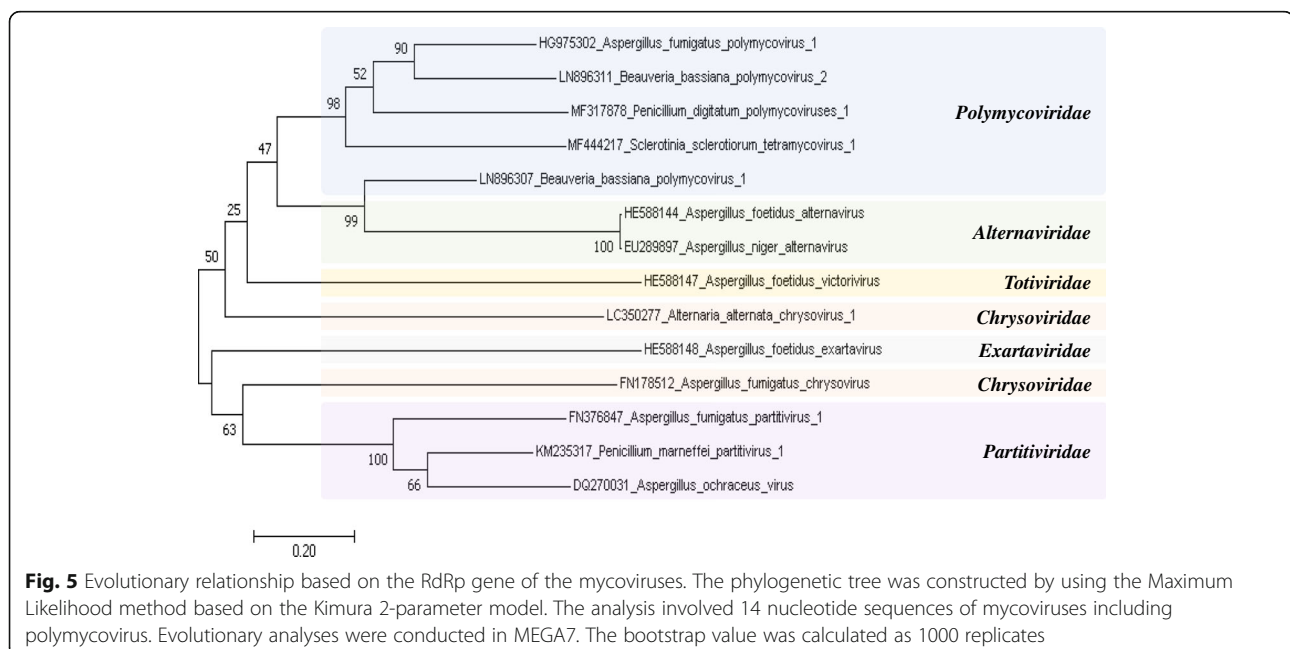 90
HG975302_Aspergillus_fumigatus_polymycovirus_1
52
LN896311_Beauveria_bassiana_polymycovirus_2
98
MF317878_Penicillium_digitatum_polymycoviruses_1
Polymycoviridae
MF444217_Sclerotinia_sclerotiorum_tetramycovirus_1
47
LN896307_Beauveria_bassiana_polymycovirus_1
25
99
HE588144_Aspergillus_foetidus_alternavirus
Alternaviridae
100
EU289897_Aspergillus_niger_alternavirus
50
HE588147_Aspergillus_foetidus_victorivirus
Totiviridae
LC350277_Alternaria_alternata_chrysovirus_1
Chrysoviridae
HE588148_Aspergillus_foetidus_exartavirus
Exartaviridae
FN178512_Aspergillus_fumigatus_chrysovirus
Chrysoviridae
63
FN376847_Aspergillus_fumigatus_partitivirus_1
100
KM235317_Penicillium_marneffei_partitivirus_1
Partitiviridae
66
DQ270031_Aspergillus_ochraceus_virus
0.20
Fig. 5 Evolutionary relationship based on the RdRp gene of the mycoviruses. The phylogenetic tree was constructed by using the Maximum
Likelihood method based on the Kimura 2-parameter model. The analysis involved 14 nucleotide sequences of mycoviruses including
polymycovirus. Evolutionary analyses were conducted in MEGA7. The bootstrap value was calculated as 1000 replicates